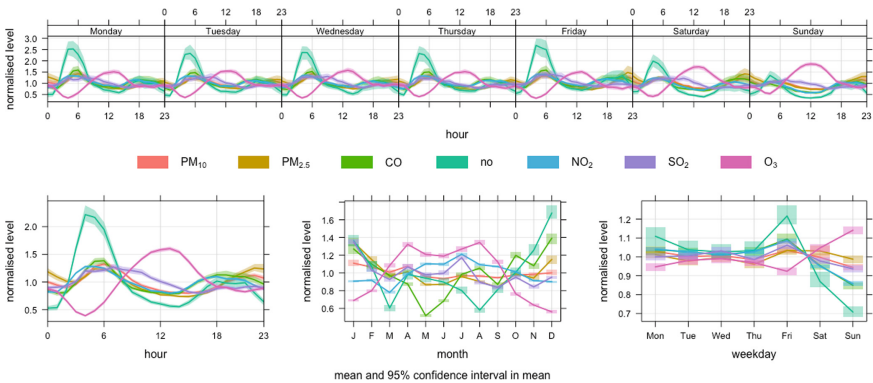 0 6 12 18 23 0 6 12 18 23 0 6 12 18 23
Monday Tuesday Wednesday Thursday Friday Saturday Sunday
normalised level
3.0
2.5
2.0
1.5
1.0
0.5
0 6 12 18 23 0 6 12 18 23 0 6 12 18 23 0 6 12 18 23
hour
PM₁₀ PM₂.₅ CO no NO₂ SO₂ O₃
normalised level
2.0
1.5
1.0
0.5
0 6 12 18 23
hour
normalised level
1.8
1.6
1.4
1.2
1.0
0.8
0.6
J F M A M J J A S O N D
month
normalised level
1.2
1.1
1.0
0.9
0.8
0.7
Mon Tue Wed Thu Fri Sat Sun
weekday
mean and 95% confidence interval in mean